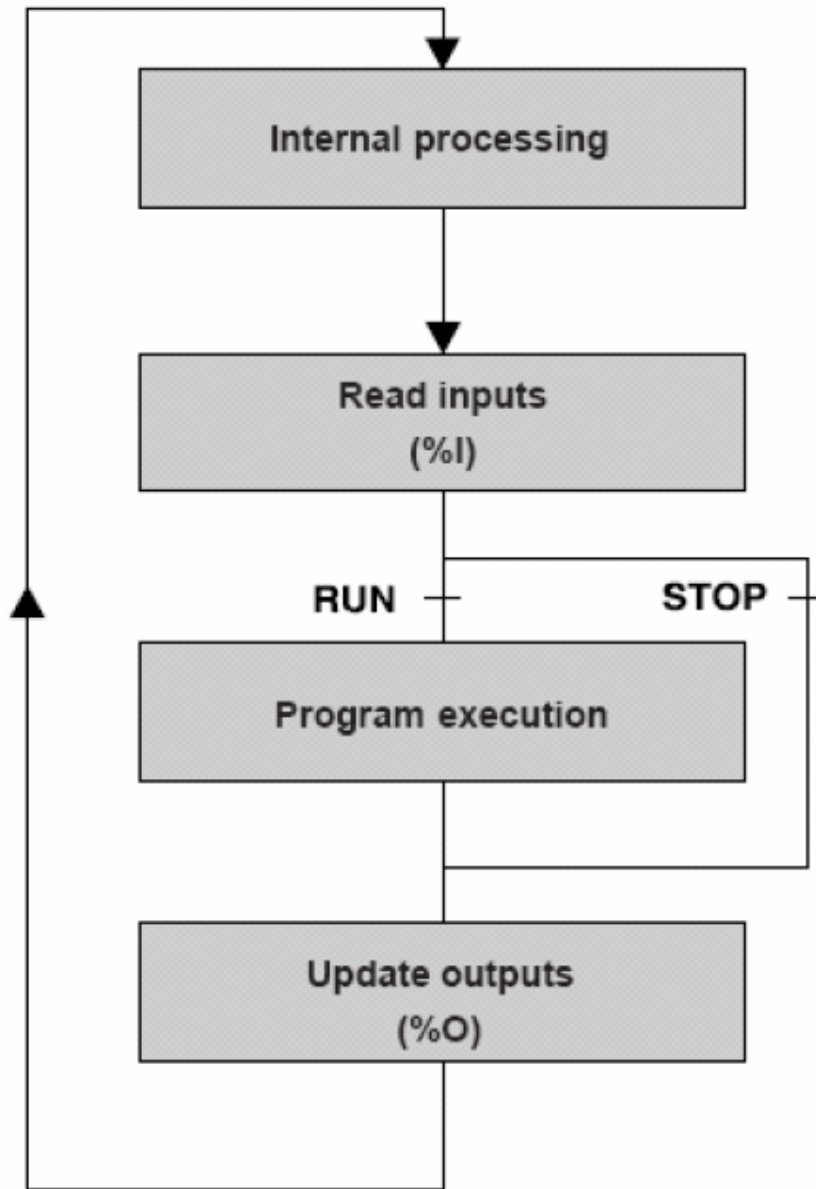 Internal processing
Read inputs
(%I)
RUN
STOP
Program execution
Update outputs
(%O)